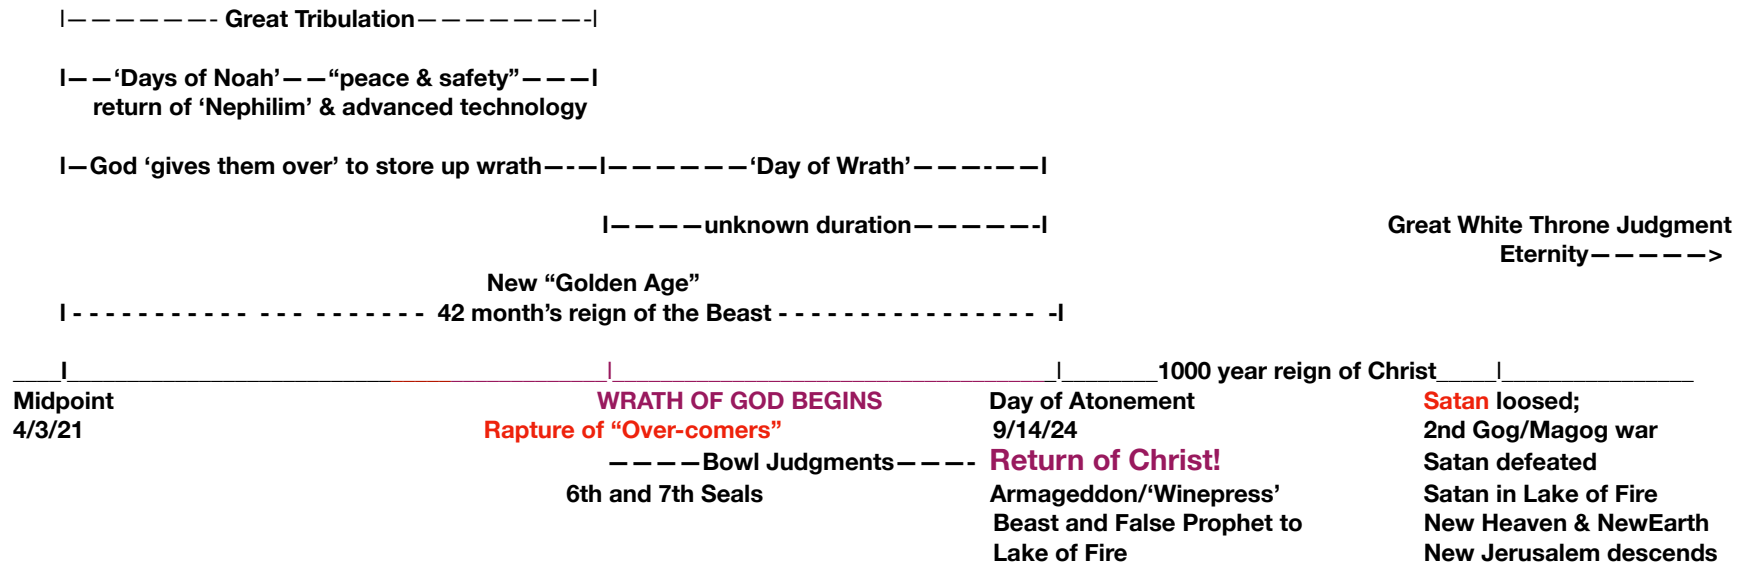 |——————- Great Tribulation———————-|
I——‘Days of Noah’——“peace & safety”———I
return of ‘Nephilim’ & advanced technology
I—God ‘gives them over’ to store up wrath—-—I——————‘Day of Wrath’———-——I
I————unknown duration—————-I
Great White Throne Judgment
Eternity—————>
New “Golden Age”
I - - - - - - - - - - - --- - - - - - - - 42 month’s reign of the Beast - - - - - - - - - - - - - - - - -I
____I____________________________________________|____________________________________|________1000 year reign of Christ_____|________________
Midpoint
4/3/21
WRATH OF GOD BEGINS
Rapture of “Over-comers”
————Bowl Judgments———-
6th and 7th Seals
Day of Atonement
9/14/24
Return of Christ!
Armageddon/‘Winepress’
Beast and False Prophet to
Lake of Fire
Satan loosed;
2nd Gog/Magog war
Satan defeated
Satan in Lake of Fire
New Heaven & NewEarth
New Jerusalem descends